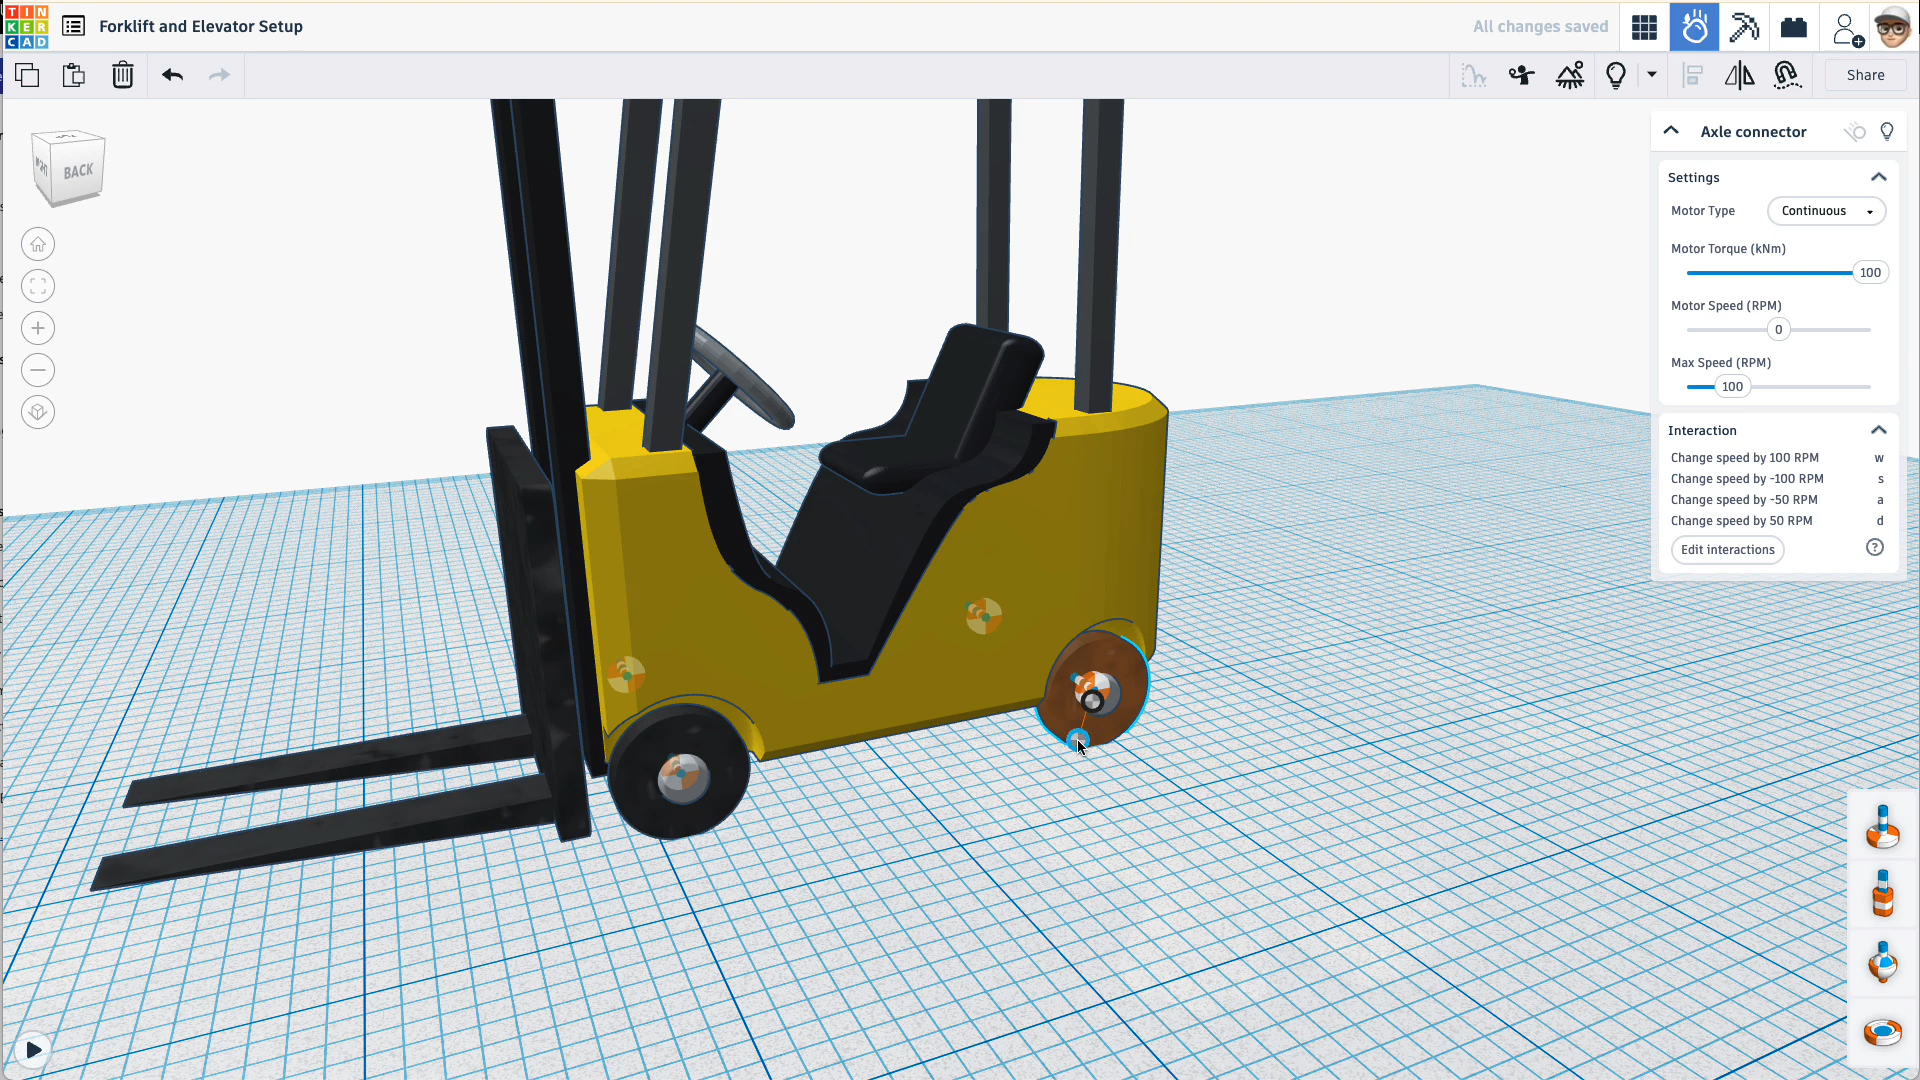 TIN
KER
CAD
Forklift and Elevator Setup
All changes saved
Share
BACK
Axle connector
Settings
Motor Type
Continuous
Motor Torque (kNm)
100
Motor Speed (RPM)
0
Max Speed (RPM)
100
Interaction
Change speed by 100 RPM w
Change speed by -100 RPM s
Change speed by -50 RPM a
Change speed by 50 RPM d
Edit interactions
?